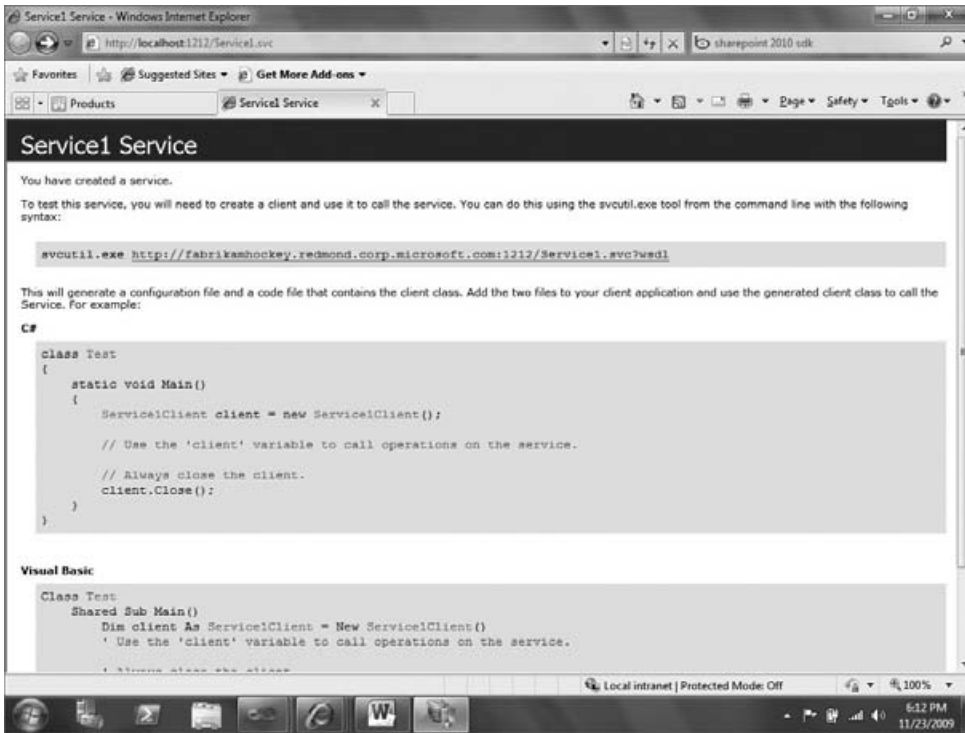 Service1 Service - Windows Internet Explorer
http://localhost:1212/Service1.svc
sharepoint 2010 sdk
Favorites Suggested Sites Get More Add-ons
Products Service1 Service Page Safety Tools
Service1 Service
You have created a service.
To test this service, you will need to create a client and use it to call the service. You can do this using the svcutil.exe tool from the command line with the following
syntax:
svcutil.exe http://fabrikamhockey.redmond.corp.microsoft.com:1212/Service1.svc?wsdl
This will generate a configuration file and a code file that contains the client class. Add the two files to your client application and use the generated client class to call the
Service. For example:
C#
class Test
{
static void Main()
{
Service1Client client = new Service1Client();
// Use the 'client' variable to call operations on the service.
// Always close the client.
client.Close();
}
}
Visual Basic
Class Test
Shared Sub Main()
Dim client As Service1Client = New Service1Client()
' Use the 'client' variable to call operations on the service.
Local intranet | Protected Mode: Off 100%
6:12 PM
11/23/2009